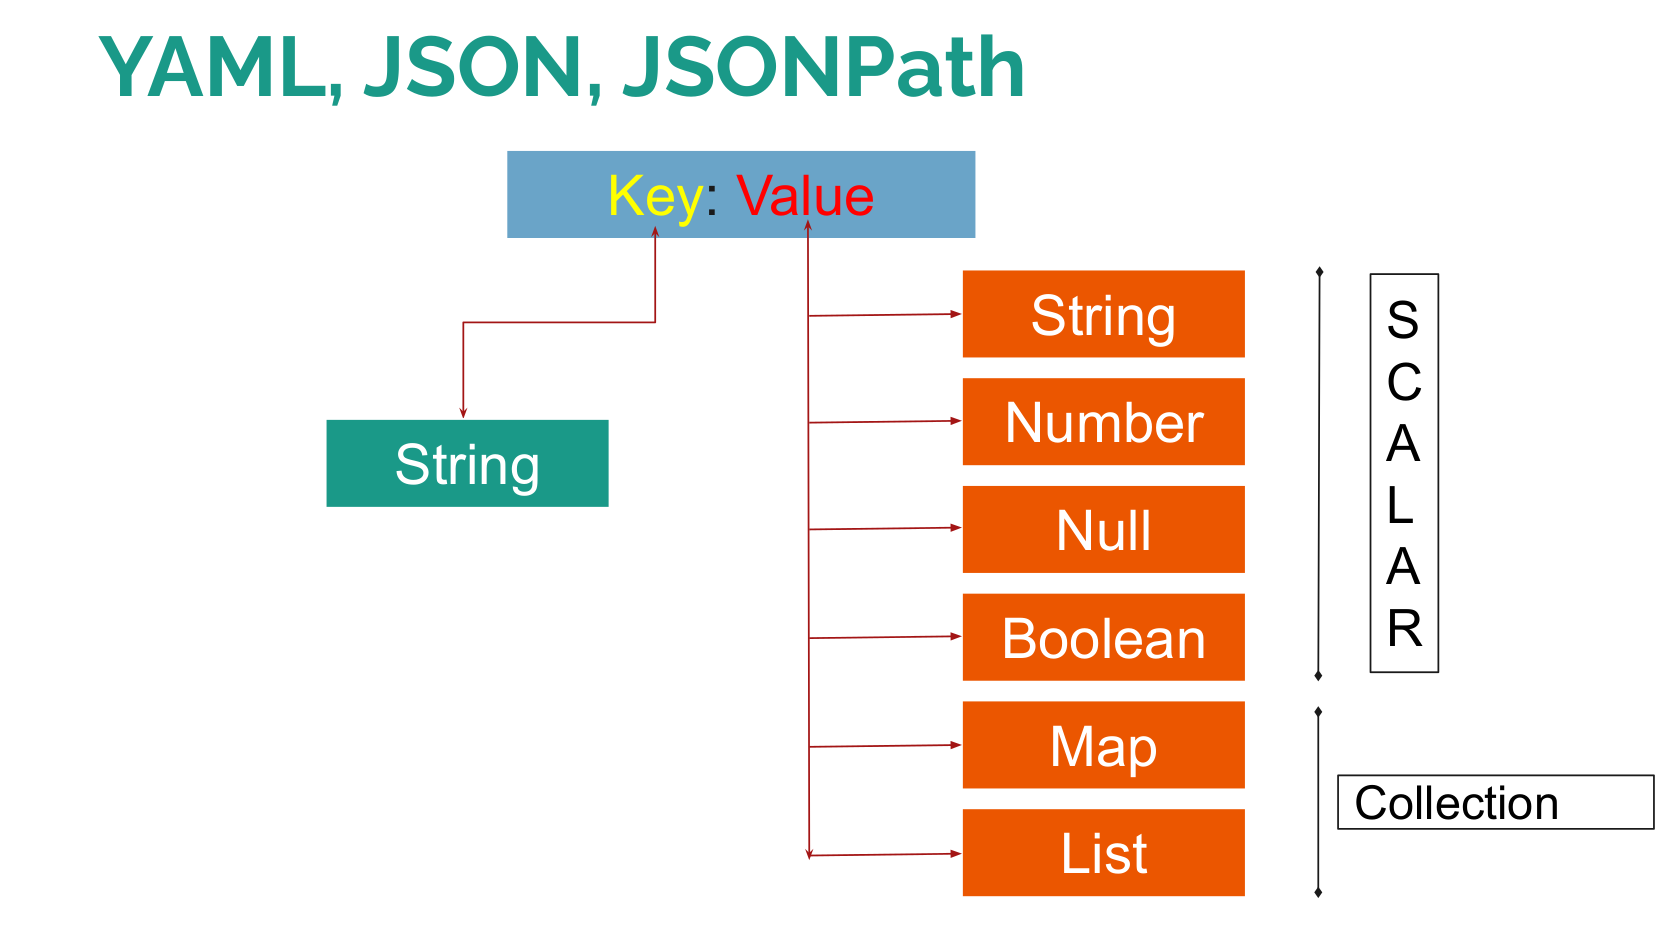 YAML, JSON, JSONPath
Key: Value
String
String
Number
Null
Boolean
Map
List
S
C
A
L
A
R
Collection